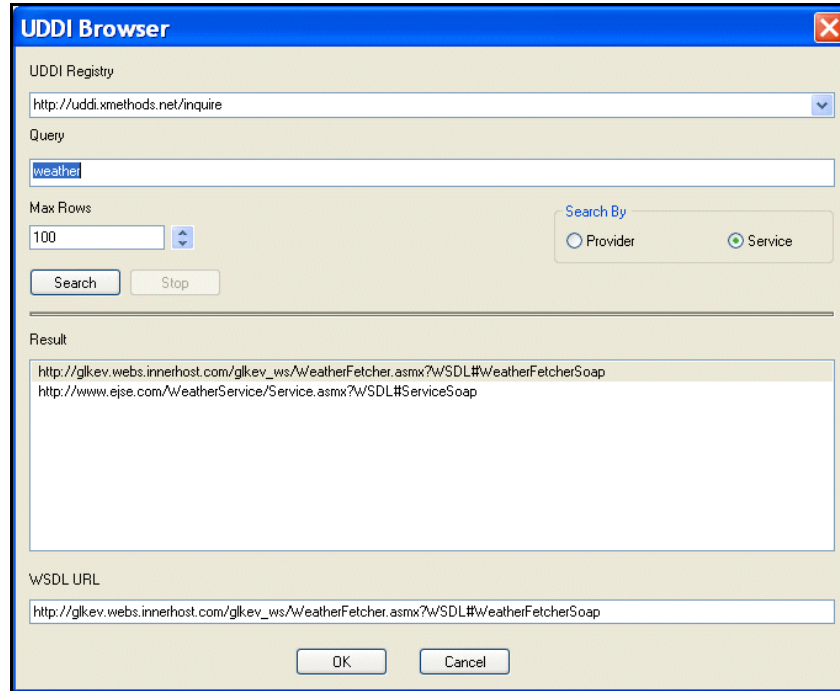 UDDI Browser
UDDI Registry
http://uddi.xmethods.net/inquire
Query
weather
Max Rows
100
Search By
Provider
Service
Search
Stop
Result
http://glkev.webs.innerhost.com/glkev_ws/WeatherFetcher.asmx?WSDL#WeatherFetcherSoap
http://www.ejse.com/WeatherService/Service.asmx?WSDL#ServiceSoap
WSDL URL
http://glkev.webs.innerhost.com/glkev_ws/WeatherFetcher.asmx?WSDL#WeatherFetcherSoap
OK
Cancel